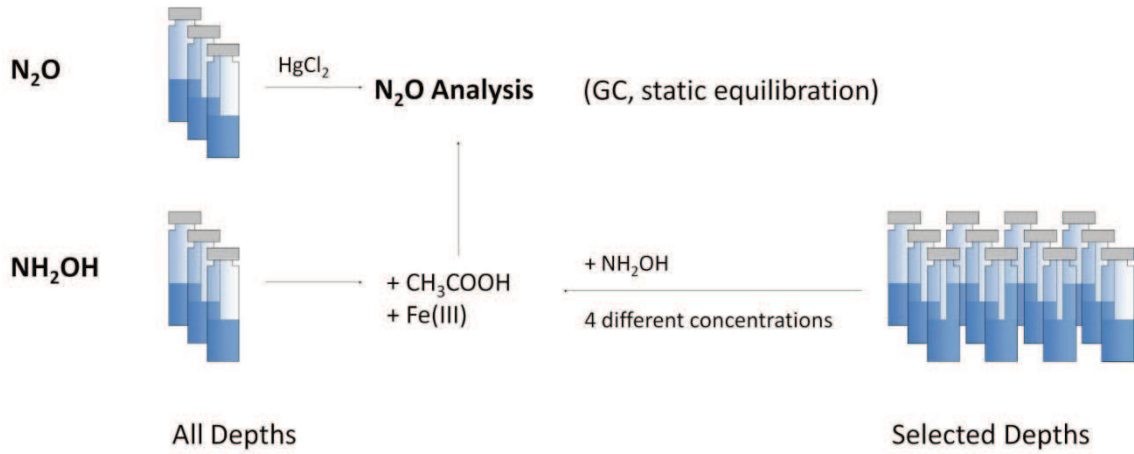 N₂O
HgCl₂
N₂O Analysis
(GC, static equilibration)
NH₂OH
+ CH₃COOH
+ Fe(III)
+ NH₂OH
4 different concentrations
All Depths
Selected Depths